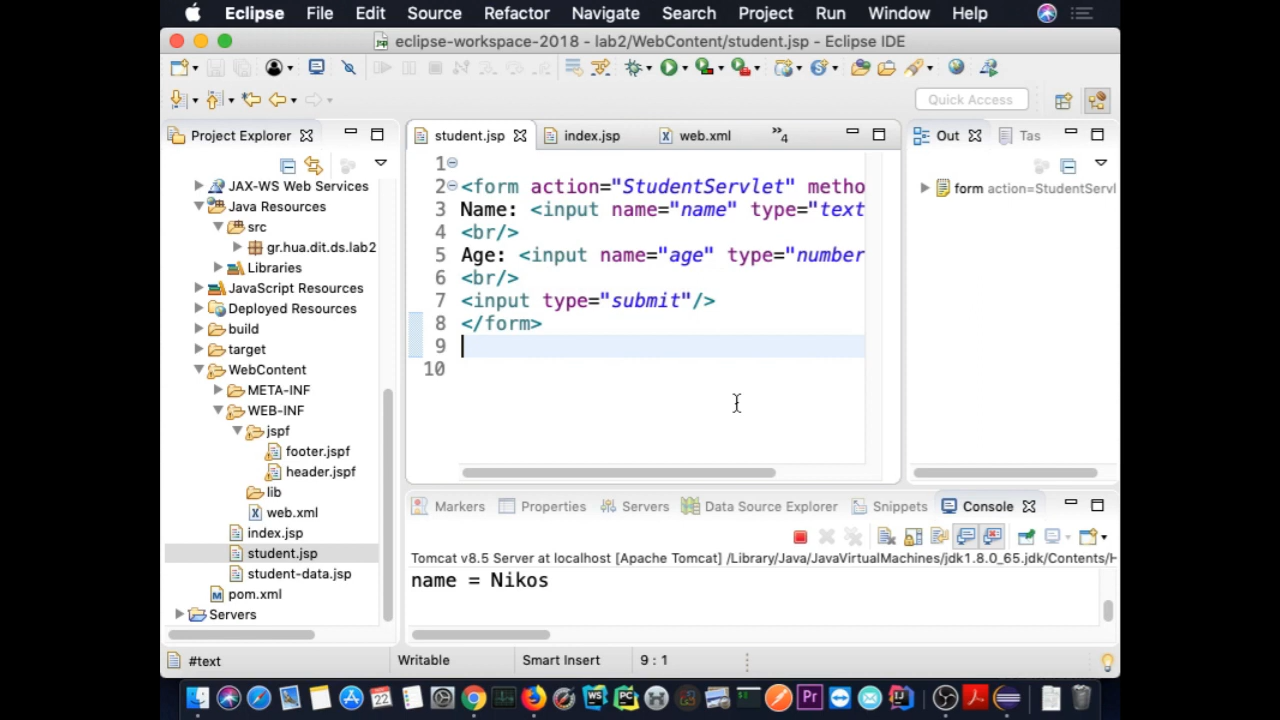 Eclipse File Edit Source Refactor Navigate Search Project Run Window Help
eclipse-workspace-2018 - lab2/WebContent/student.jsp - Eclipse IDE
Quick Access
Project Explorer
JAX-WS Web Services
Java Resources
src
gr.hua.dit.ds.lab2
Libraries
JavaScript Resources
Deployed Resources
build
target
WebContent
META-INF
WEB-INF
jspf
footer.jspf
header.jspf
lib
web.xml
index.jsp
student.jsp
student-data.jsp
pom.xml
Servers
student.jsp index.jsp web.xml »4
1
2 <form action="StudentServlet" metho
3 Name: <input name="name" type="text
4 <br/>
5 Age: <input name="age" type="number
6 <br/>
7 <input type="submit"/>
8 </form>
9
10
Out Tas
form action=StudentServl
Markers Properties Servers Data Source Explorer Snippets Console
Tomcat v8.5 Server at localhost [Apache Tomcat] /Library/Java/JavaVirtualMachines/jdk1.8.0_65.jdk/Contents/H
name = Nikos
#text Writable Smart Insert 9 : 1
22 WS PC Pr